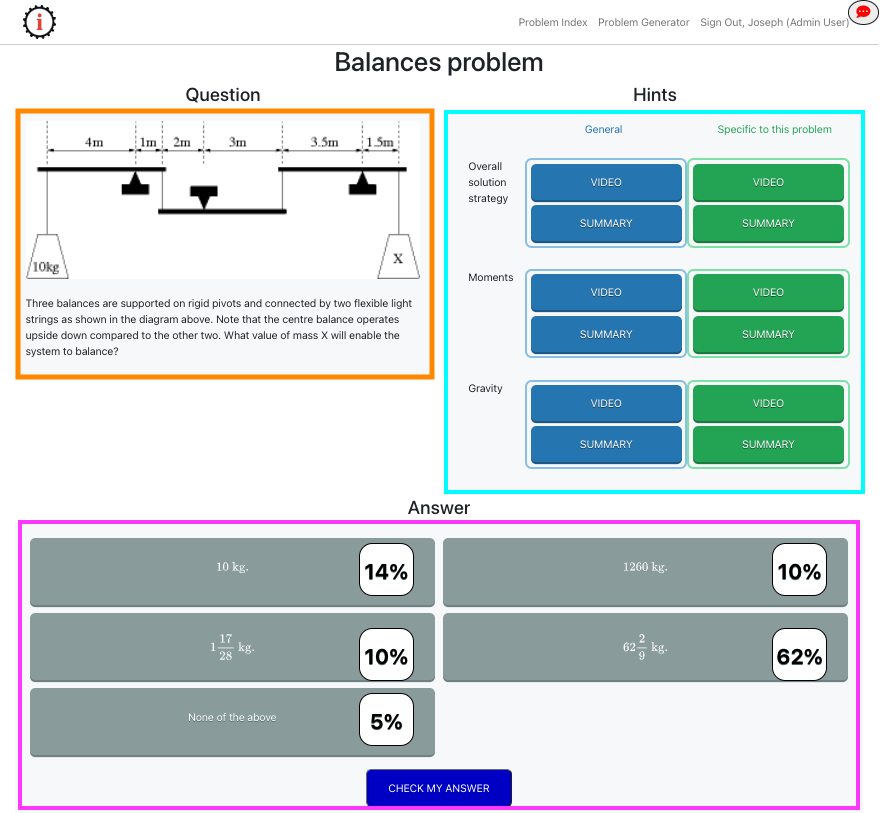 i
Problem Index Problem Generator Sign Out, Joseph (Admin User)
Balances problem
Question
4m 1m 2m 3m 3.5m 1.5m
10kg X
Three balances are supported on rigid pivots and connected by two flexible light
strings as shown in the diagram above. Note that the centre balance operates
upside down compared to the other two. What value of mass X will enable the
system to balance?
Hints
General Specific to this problem
Overall
solution
strategy
VIDEO VIDEO
SUMMARY SUMMARY
Moments
VIDEO VIDEO
SUMMARY SUMMARY
Gravity
VIDEO VIDEO
SUMMARY SUMMARY
Answer
10 kg. 14% 1260 kg. 10%
1 17/28 kg. 10% 62 2/9 kg. 62%
None of the above 5%
CHECK MY ANSWER